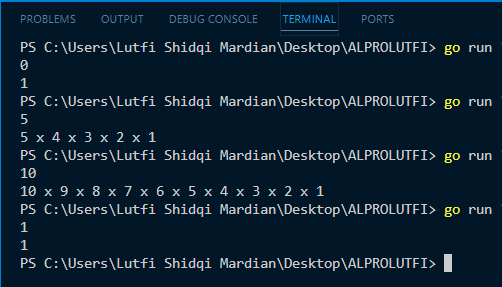 PROBLEMS OUTPUT DEBUG CONSOLE TERMINAL PORTS
PS C:\Users\Lutfi Shidqi Mardian\Desktop\ALPROLUTFI> go run
0
1
PS C:\Users\Lutfi Shidqi Mardian\Desktop\ALPROLUTFI> go run
5
5 x 4 x 3 x 2 x 1
PS C:\Users\Lutfi Shidqi Mardian\Desktop\ALPROLUTFI> go run
10
10 x 9 x 8 x 7 x 6 x 5 x 4 x 3 x 2 x 1
PS C:\Users\Lutfi Shidqi Mardian\Desktop\ALPROLUTFI> go run
1
1
PS C:\Users\Lutfi Shidqi Mardian\Desktop\ALPROLUTFI>